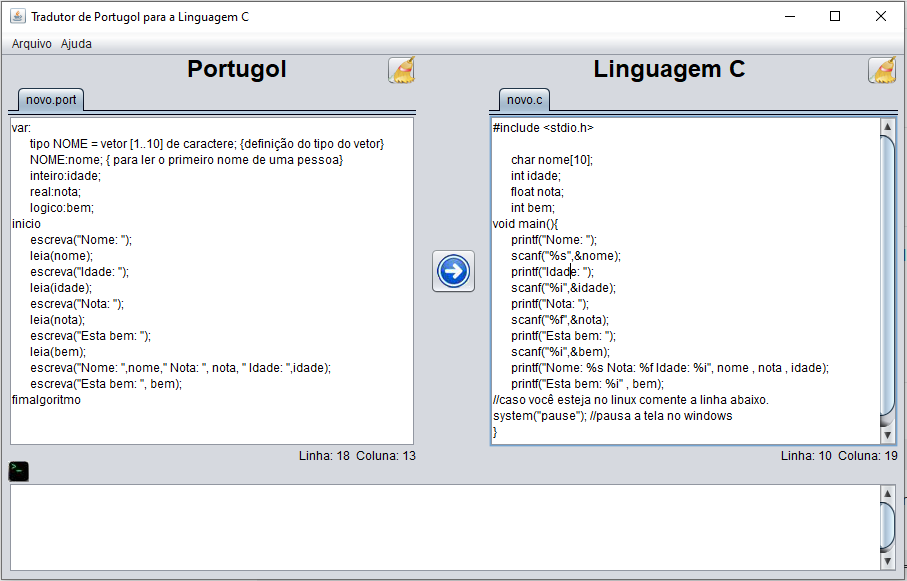 Tradutor de Portugol para a Linguagem C
Arquivo Ajuda
Portugol
novo.port
var:
tipo NOME = vetor [1..10] de caractere; {definição do tipo do vetor}
NOME:nome; { para ler o primeiro nome de uma pessoa}
inteiro:idade;
real:nota;
logico:bem;
inicio
escreva("Nome: ");
leia(nome);
escreva("Idade: ");
leia(idade);
escreva("Nota: ");
leia(nota);
escreva("Esta bem: ");
leia(bem);
escreva("Nome: ",nome," Nota: ", nota, " Idade: ",idade);
escreva("Esta bem: ", bem);
fimalgoritmo
Linha: 18 Coluna: 13
Linguagem C
novo.c
#include <stdio.h>
char nome[10];
int idade;
float nota;
int bem;
void main(){
printf("Nome: ");
scanf("%s",&nome);
printf("Idade: ");
scanf("%i",&idade);
printf("Nota: ");
scanf("%f",&nota);
printf("Esta bem: ");
scanf("%i",&bem);
printf("Nome: %s Nota: %f Idade: %i", nome , nota , idade);
printf("Esta bem: %i" , bem);
//caso você esteja no linux comente a linha abaixo.
system("pause"); //pausa a tela no windows
}
Linha: 10 Coluna: 19